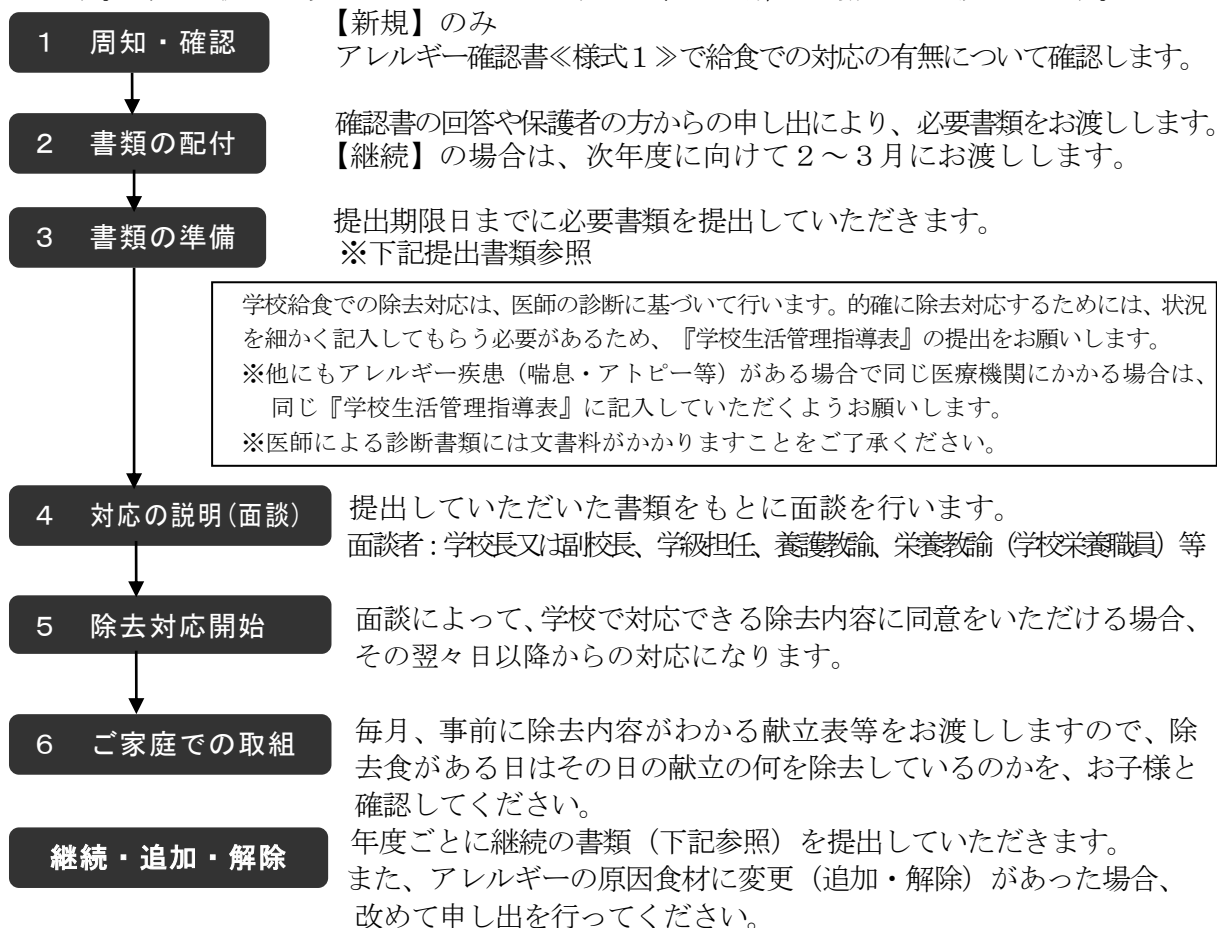 1　周知・確認
【新規】のみ
アレルギー確認書≪様式１≫で給食での対応の有無について確認します。
2　書類の配付
確認書の回答や保護者の方からの申し出により、必要書類をお渡しします。
【継続】の場合は、次年度に向けて２～３月にお渡しします。
3　書類の準備
提出期限日までに必要書類を提出していただきます。
※下記提出書類参照
学校給食での除去対応は、医師の診断に基づいて行います。的確に除去対応するためには、状況
を細かく記入してもらう必要があるため、『学校生活管理指導表』の提出をお願いします。
※他にもアレルギー疾患（喘息・アトピー等）がある場合で同じ医療機関にかかる場合は、
同じ『学校生活管理指導表』に記入していただくようお願いします。
※医師による診断書類には文書料がかかりますことをご了承ください。
4　対応の説明(面談)
提出していただいた書類をもとに面談を行います。
面談者：学校長又は副校長、学級担任、養護教諭、栄養教諭（学校栄養職員）等
5　除去対応開始
面談によって、学校で対応できる除去内容に同意をいただける場合、
その翌々日以降からの対応になります。
6　ご家庭での取組
毎月、事前に除去内容がわかる献立表等をお渡ししますので、除
去食がある日はその日の献立の何を除去しているのかを、お子様と
確認してください。
継続・追加・解除
年度ごとに継続の書類（下記参照）を提出していただきます。
また、アレルギーの原因食材に変更（追加・解除）があった場合、
改めて申し出を行ってください。